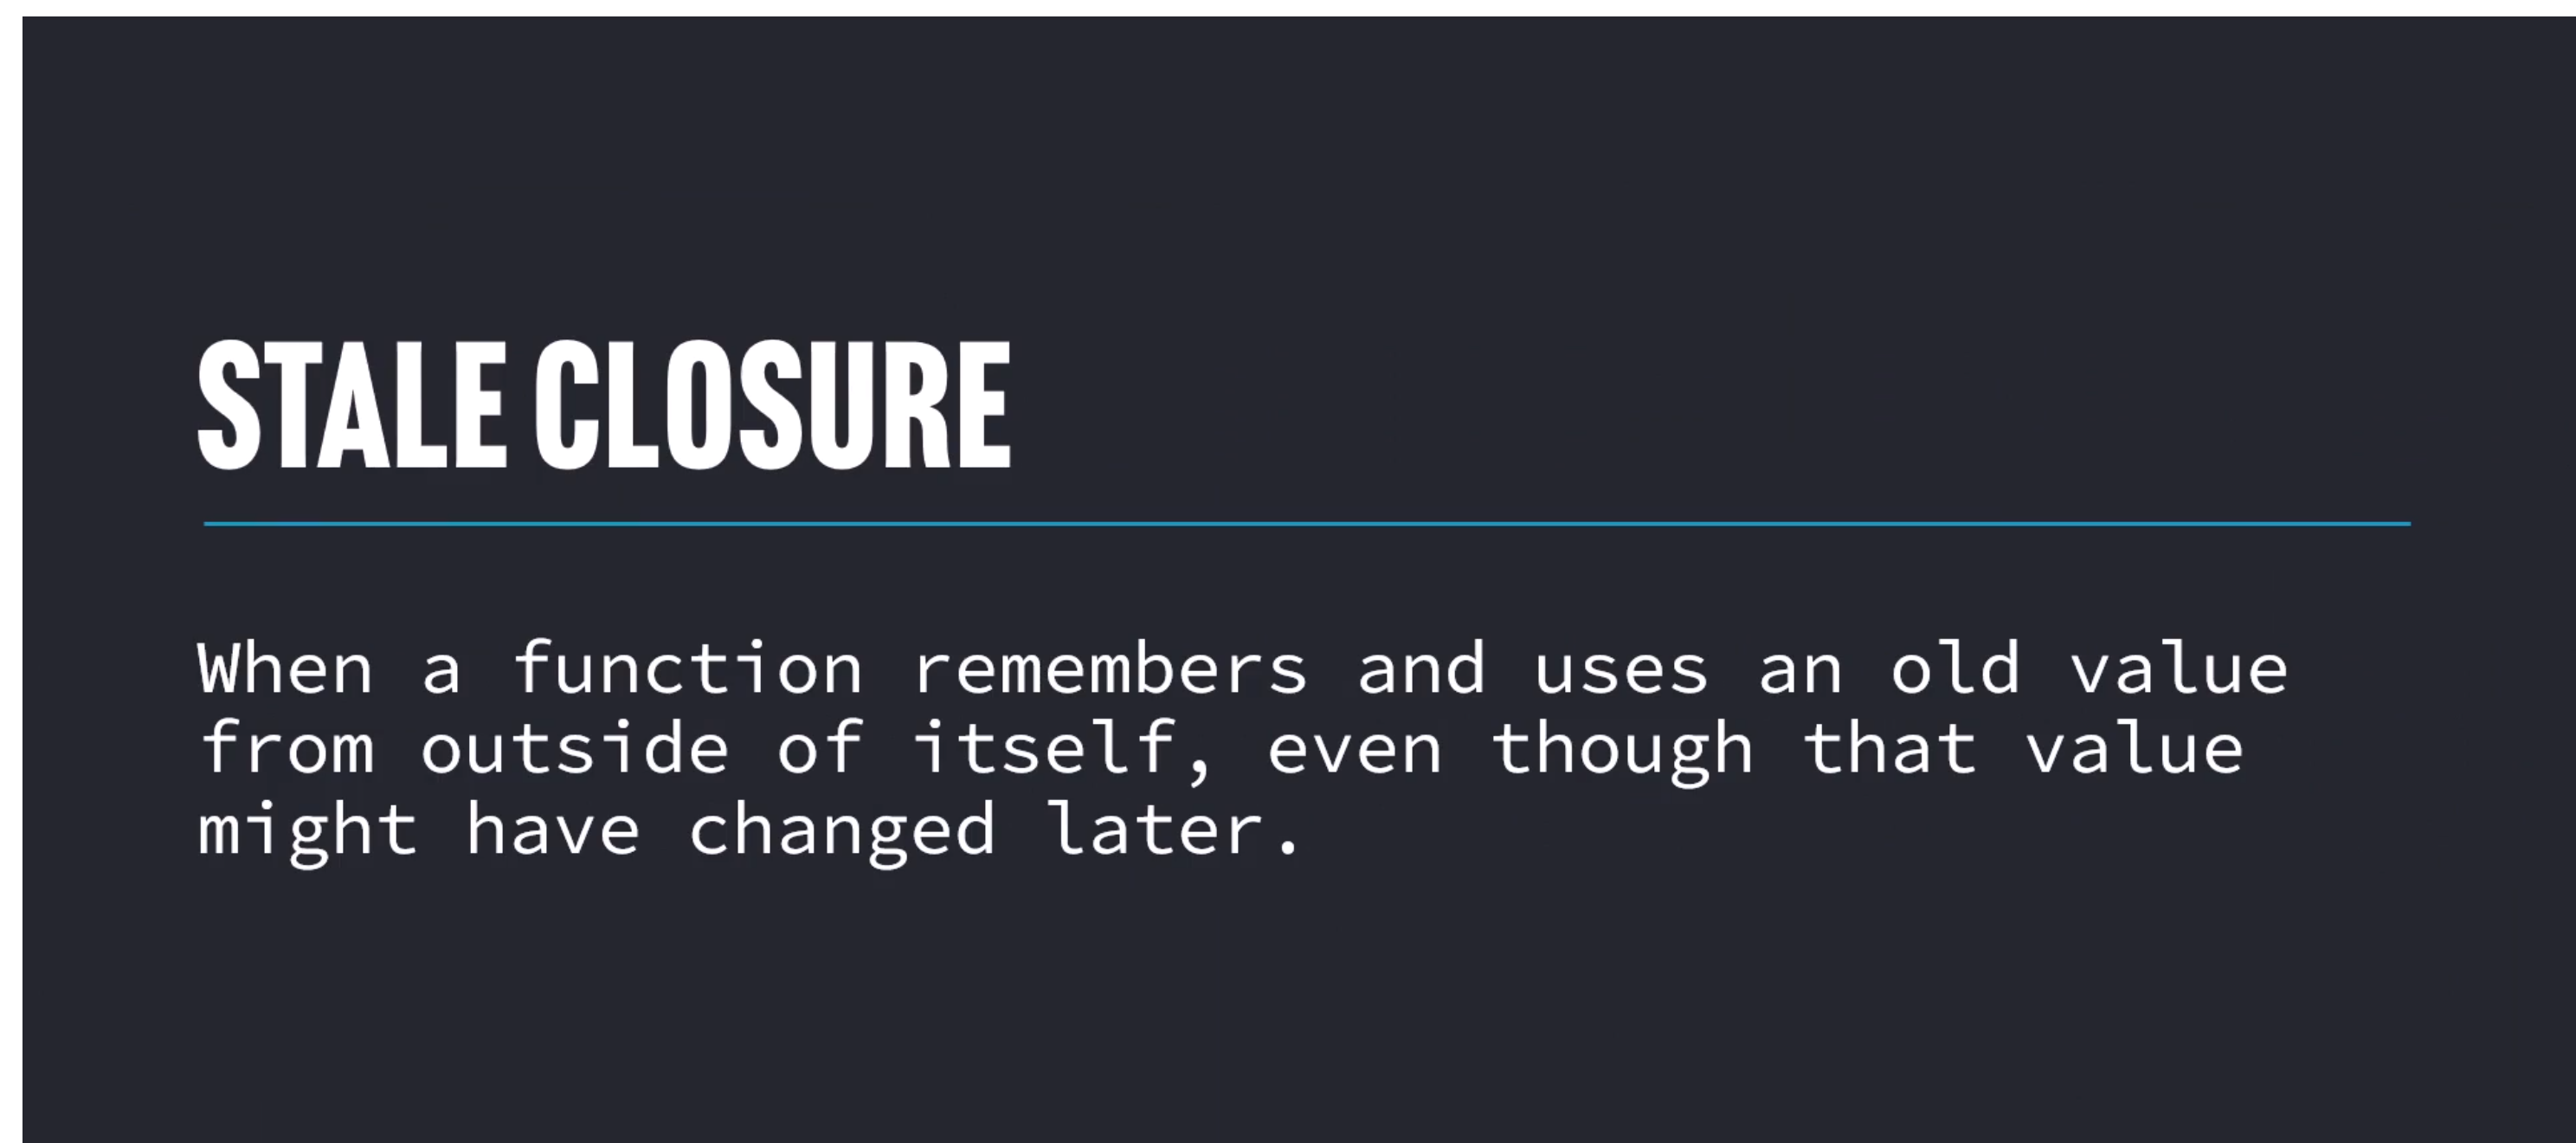 STALE CLOSURE
When a function remembers and uses an old value
from outside of itself, even though that value
might have changed later.